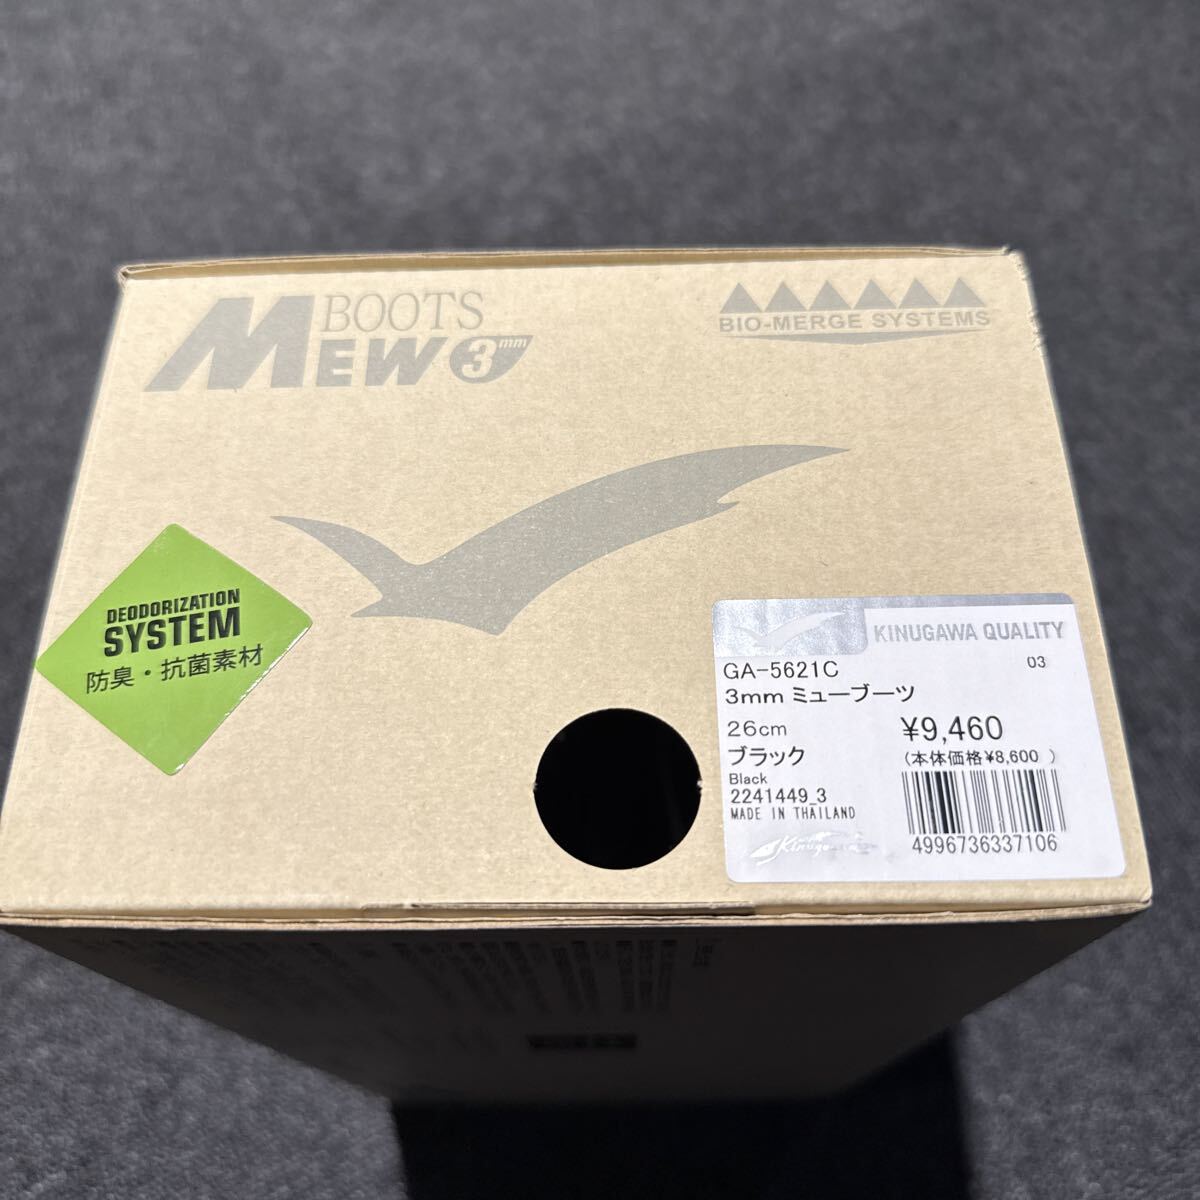 BOOTS
MEW 3mm
BIO-MERGE SYSTEMS
DEODORIZATION
SYSTEM
防臭・抗菌素材
KINUGAWA QUALITY
GA-5621C
03
3mm ミューブーツ
26cm
¥9,460
ブラック
(本体価格¥8,600 )
Black
2241449_3
MADE IN THAILAND
4996736337106